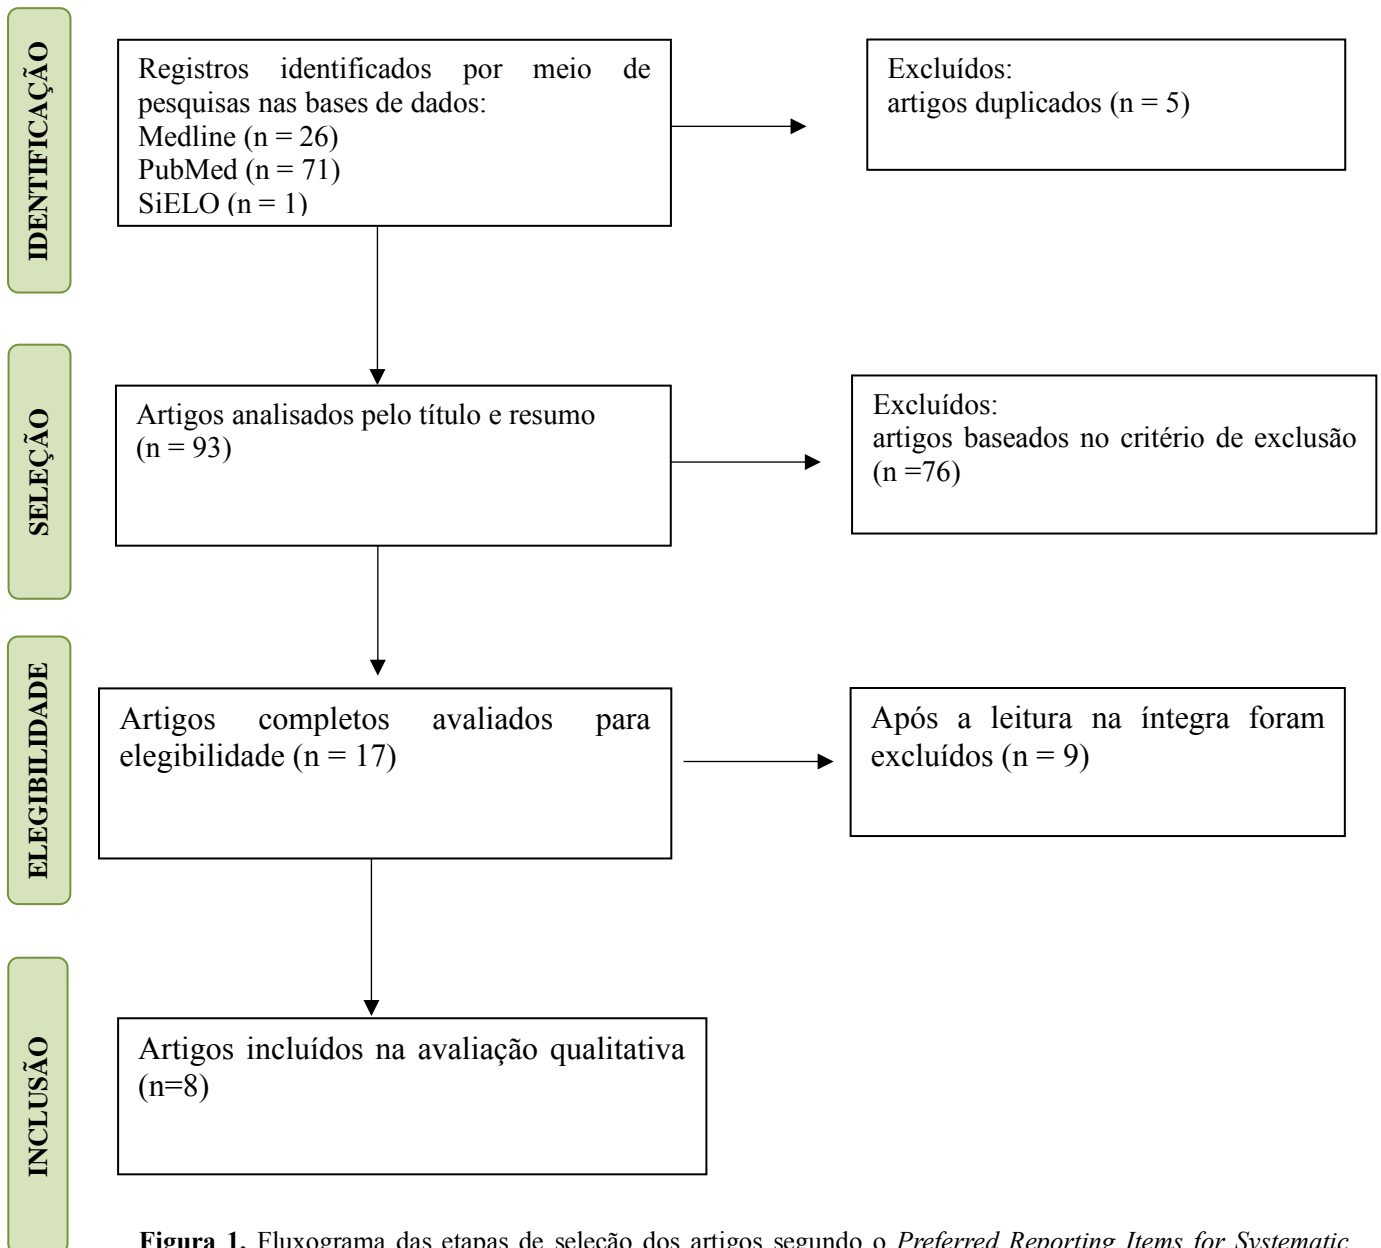 IDENTIFICAÇÃO
Registros identificados por meio de
pesquisas nas bases de dados:
Medline (n = 26)
PubMed (n = 71)
SiELO (n = 1)
Excluídos:
artigos duplicados (n = 5)
SELEÇÃO
Artigos analisados pelo título e resumo
(n = 93)
Excluídos:
artigos baseados no critério de exclusão
(n =76)
ELEGIBILIDADE
Artigos completos avaliados para
elegibilidade (n = 17)
Após a leitura na íntegra foram
excluídos (n = 9)
INCLUSÃO
Artigos incluídos na avaliação qualitativa
(n=8)
Figura 1. Fluxograma das etapas de seleção dos artigos segundo o Preferred Reporting Items for Systematic